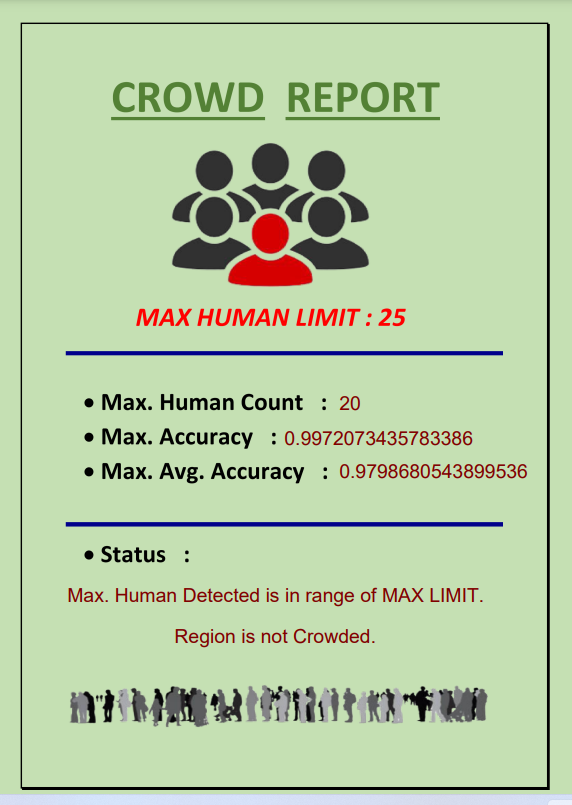 CROWD REPORT
MAX HUMAN LIMIT : 25
• Max. Human Count : 20
• Max. Accuracy : 0.9972073435783386
• Max. Avg. Accuracy : 0.9798680543899536
• Status :
Max. Human Detected is in range of MAX LIMIT.
Region is not Crowded.